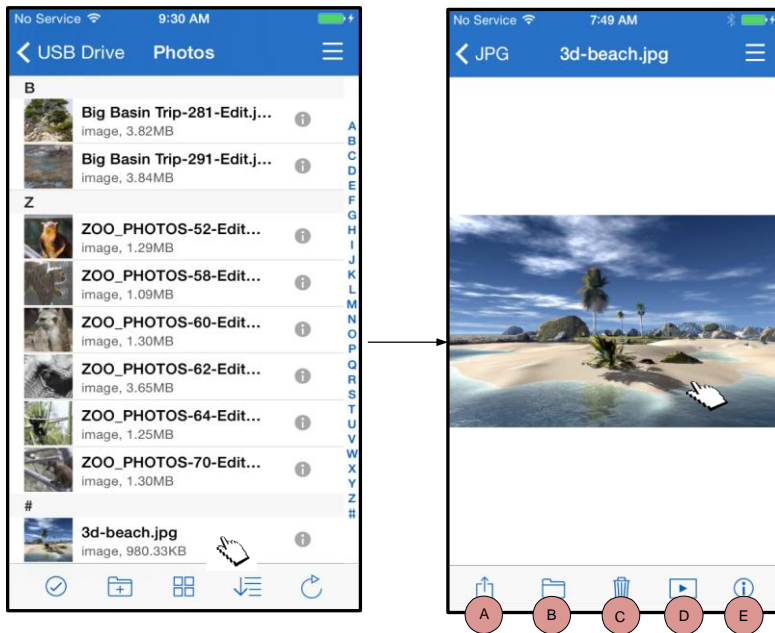 No Service 9:30 AM
USB Drive Photos
B
Big Basin Trip-281-Edit.j...
image, 3.82MB
Big Basin Trip-291-Edit.j...
image, 3.84MB
Z
ZOO_PHOTOS-52-Edit...
image, 1.29MB
ZOO_PHOTOS-58-Edit...
image, 1.09MB
ZOO_PHOTOS-60-Edit...
image, 1.30MB
ZOO_PHOTOS-62-Edit...
image, 3.65MB
ZOO_PHOTOS-64-Edit...
image, 1.25MB
ZOO_PHOTOS-70-Edit...
image, 1.30MB
#
3d-beach.jpg
image, 980.33KB
A
B
C
D
E
F
G
H
I
J
K
L
M
N
O
P
Q
R
S
T
U
V
W
X
Y
Z
#
No Service 7:49 AM
JPG 3d-beach.jpg
A B C D E